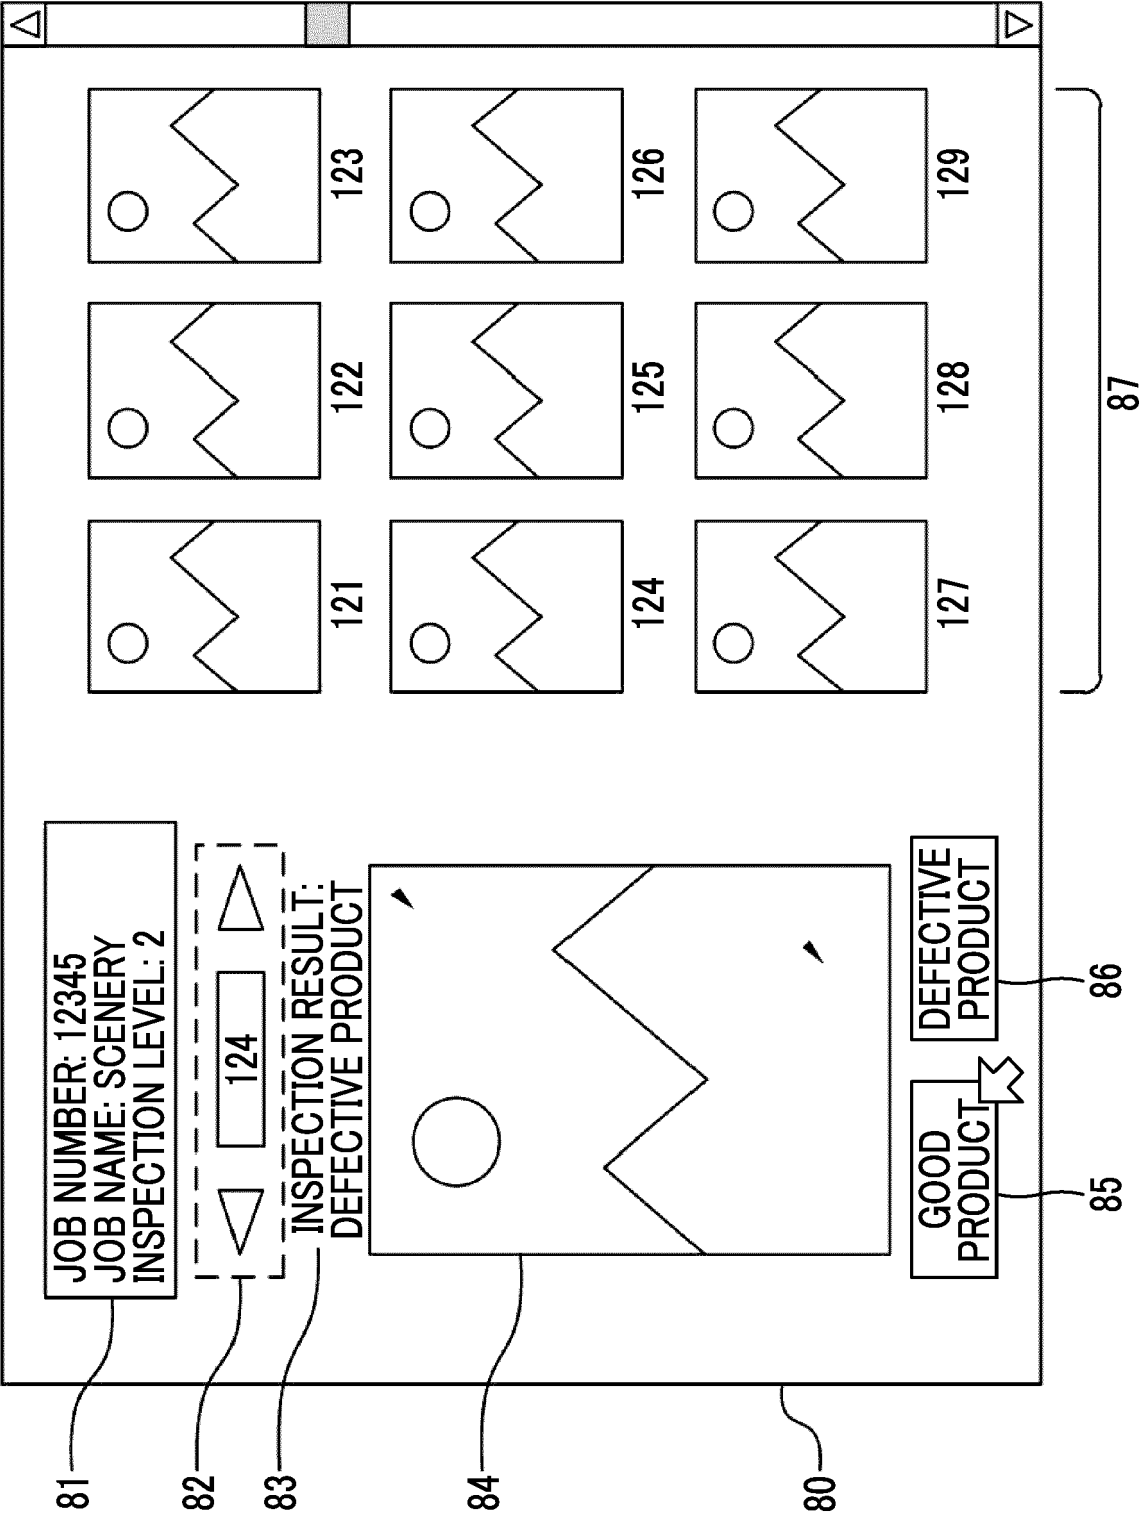 81
JOB NUMBER: 12345
JOB NAME: SCENERY
INSPECTION LEVEL: 2
82
124
83
INSPECTION RESULT:
DEFECTIVE PRODUCT
84
GOOD
PRODUCT
DEFECTIVE
PRODUCT
85
86
80
121
122
123
124
125
126
127
128
129
87